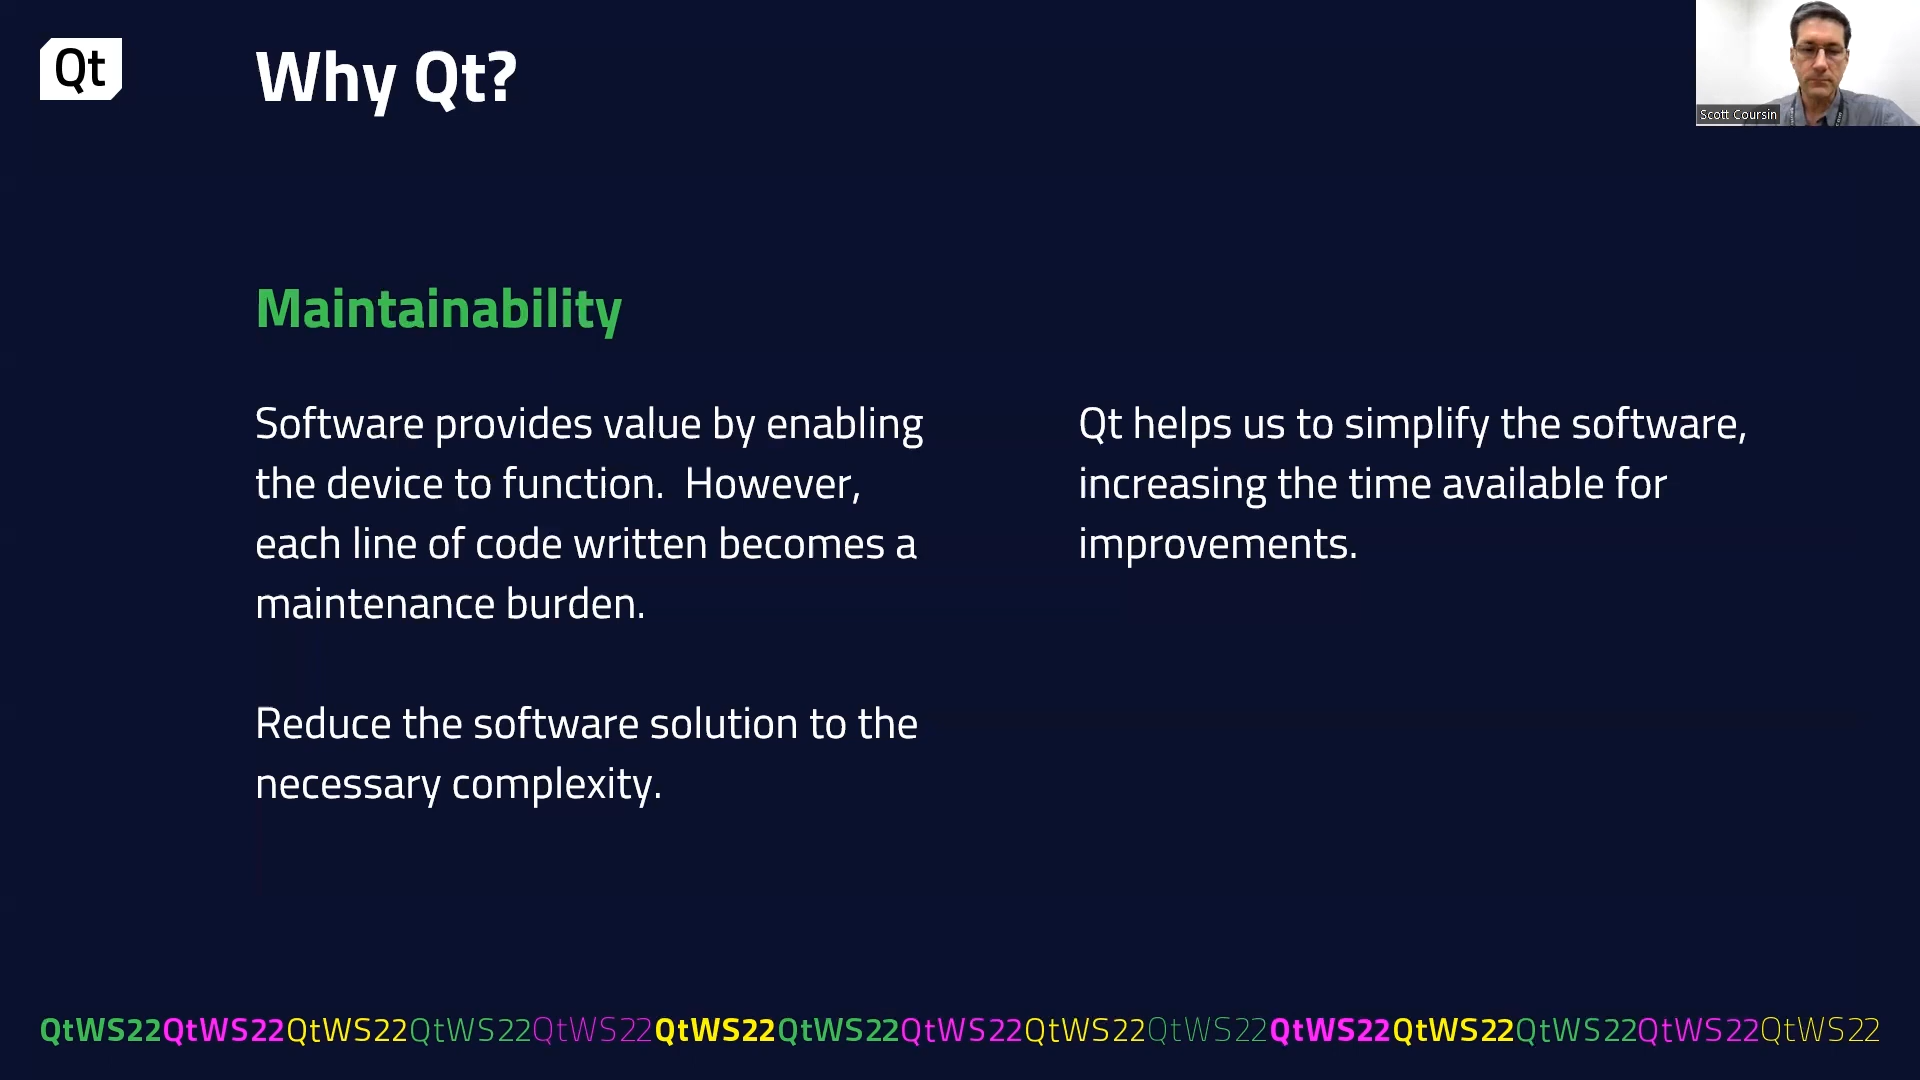 Qt
Why Qt?
Scott Coursin
Maintainability
Software provides value by enabling
the device to function.  However,
each line of code written becomes a
maintenance burden.
Reduce the software solution to the
necessary complexity.
Qt helps us to simplify the software,
increasing the time available for
improvements.
QtWS22QtWS22QtWS22QtWS22QtWS22QtWS22QtWS22QtWS22QtWS22QtWS22QtWS22QtWS22QtWS22QtWS22QtWS22